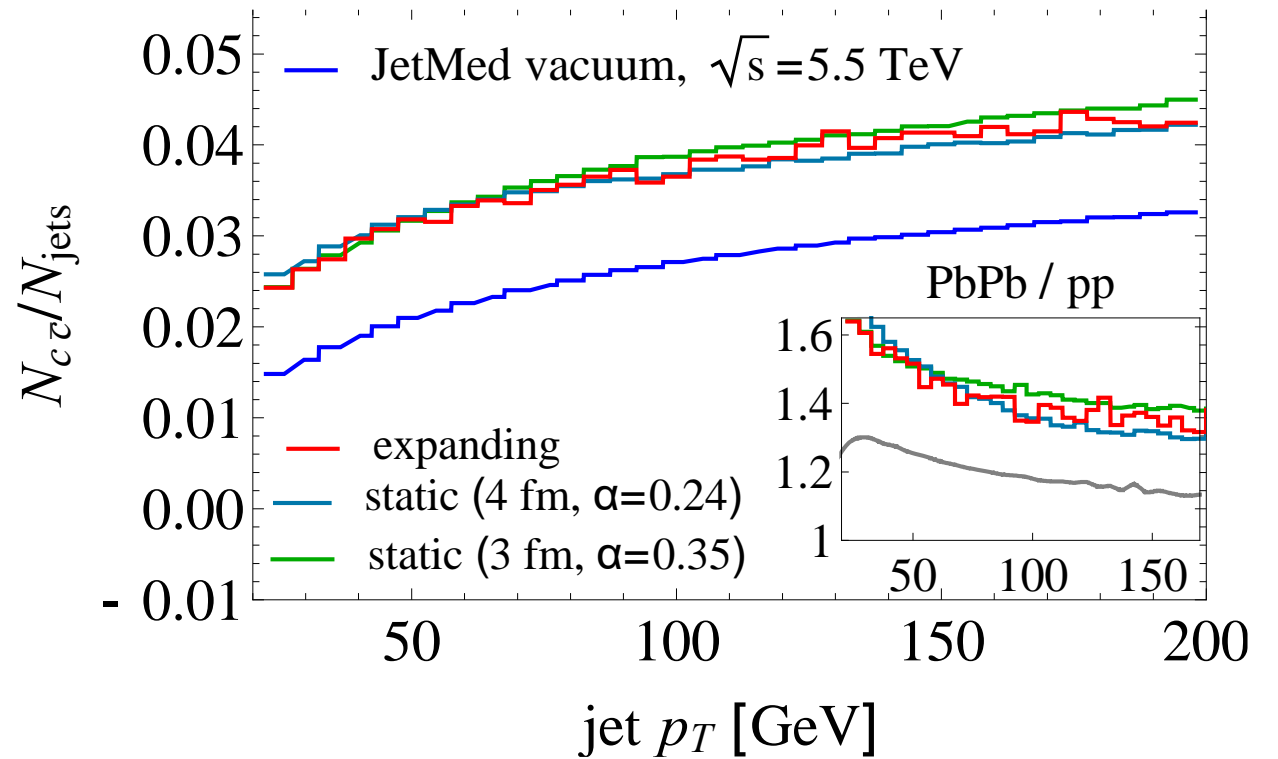 0.05
JetMed vacuum, √s =5.5 TeV
0.04
0.03
N_{c c̅}/N_{jets}
PbPb / pp
0.02
1.6
0.01
1.4
expanding
static (4 fm, α=0.24)
1.2
0.00
static (3 fm, α=0.35)
1
50 100 150
- 0.01
50 100 150 200
jet p_T [GeV]